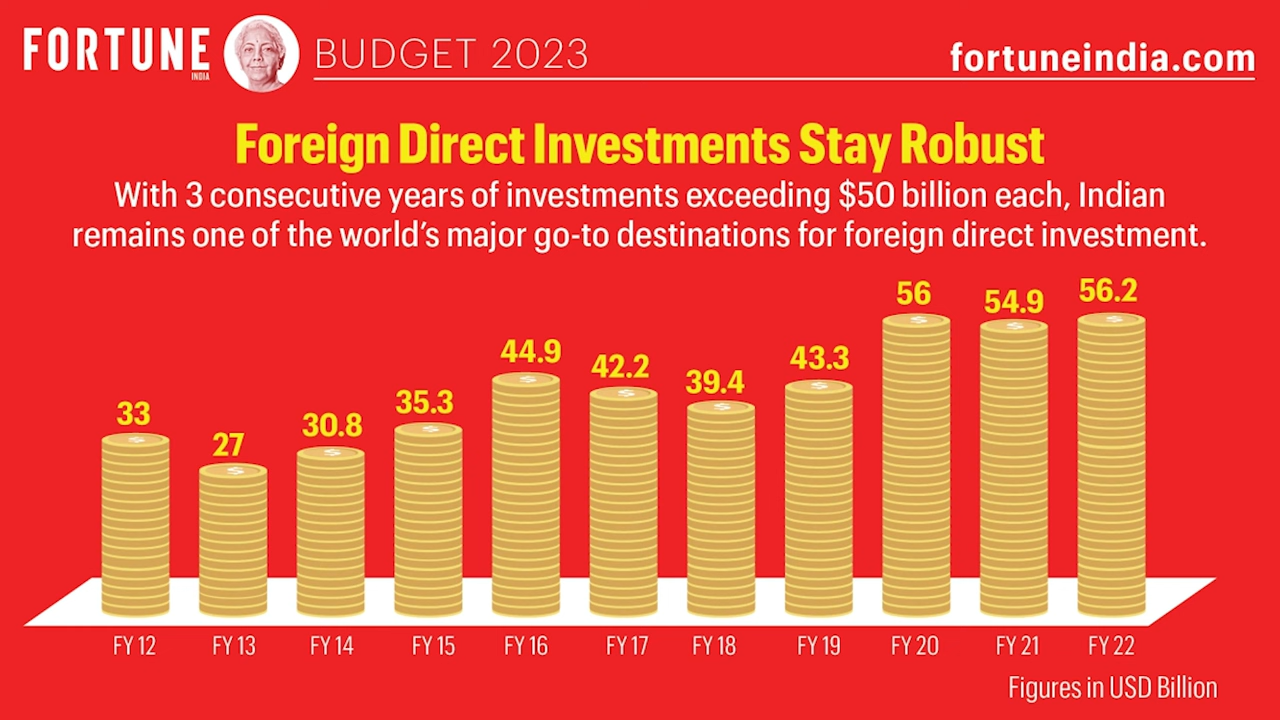 FORTUNE
INDIA
BUDGET 2023
fortuneindia.com
Foreign Direct Investments Stay Robust
With 3 consecutive years of investments exceeding $50 billion each, Indian
remains one of the world's major go-to destinations for foreign direct investment.
33
27
30.8
35.3
44.9
42.2
39.4
43.3
56
54.9
56.2
FY 12
FY 13
FY 14
FY 15
FY 16
FY 17
FY 18
FY 19
FY 20
FY 21
FY 22
Figures in USD Billion